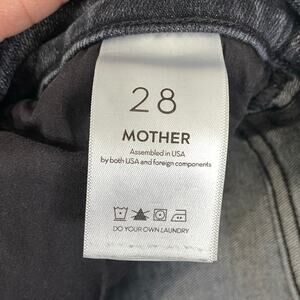 28
MOTHER
Assembled in USA
by both USA and foreign components
DO YOUR OWN LAUNDRY